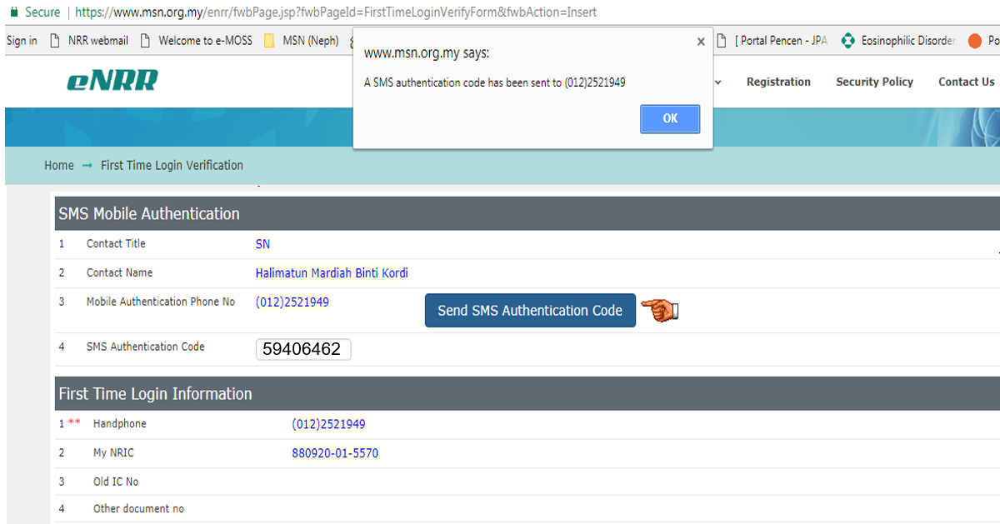 Secure | https://www.msn.org.my/enrr/fwbPage.jsp?fwbPageId=FirstTimeLoginVerifyForm&fwbAction=Insert
Sign in NRR webmail Welcome to e-MOSS MSN (Neph) [ Portal Pencen - JPA Eosinophilic Disorder Po
www.msn.org.my says:
A SMS authentication code has been sent to (012)2521949
OK
eNRR Registration Security Policy Contact Us
Home → First Time Login Verification
SMS Mobile Authentication
1 Contact Title SN
2 Contact Name Halimatun Mardiah Binti Kordi
3 Mobile Authentication Phone No (012)2521949 Send SMS Authentication Code
4 SMS Authentication Code 59406462
First Time Login Information
1 ** Handphone (012)2521949
2 My NRIC 880920-01-5570
3 Old IC No
4 Other document no